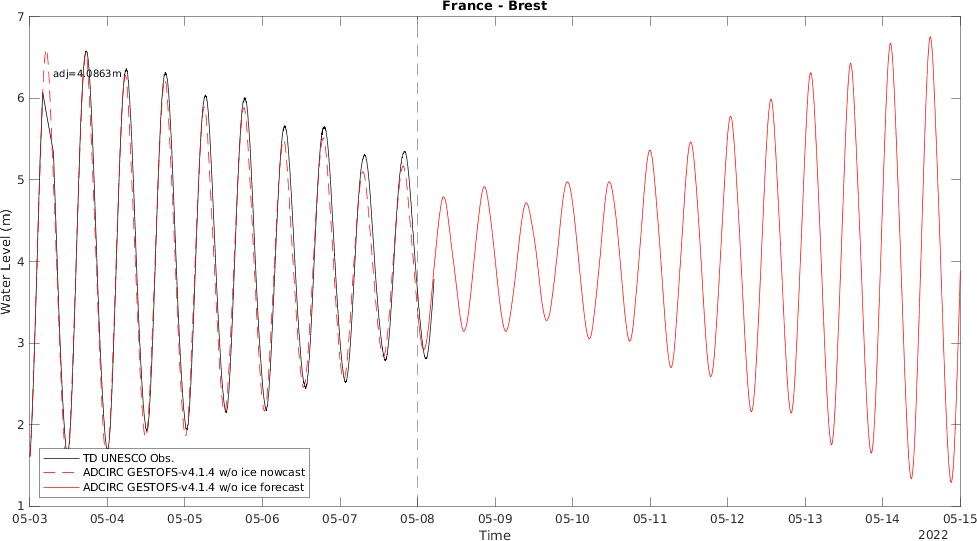 France - Brest
7
adj=4.0863m
6
5
4
3
2
1
Water Level (m)
TD UNESCO Obs.
ADCIRC GESTOFS-v4.1.4 w/o ice nowcast
ADCIRC GESTOFS-v4.1.4 w/o ice forecast
05-03 05-04 05-05 05-06 05-07 05-08 05-09 05-10 05-11 05-12 05-13 05-14 05-15
Time
2022